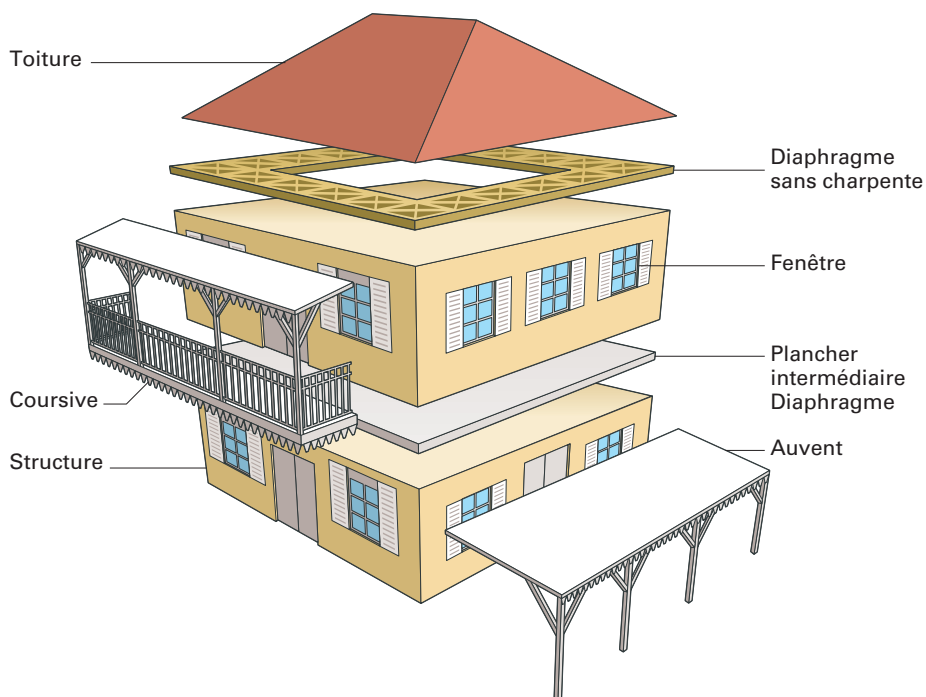 Toiture
Diaphragme
sans charpente
Fenêtre
Plancher
intermédiaire
Diaphragme
Coursive
Auvent
Structure